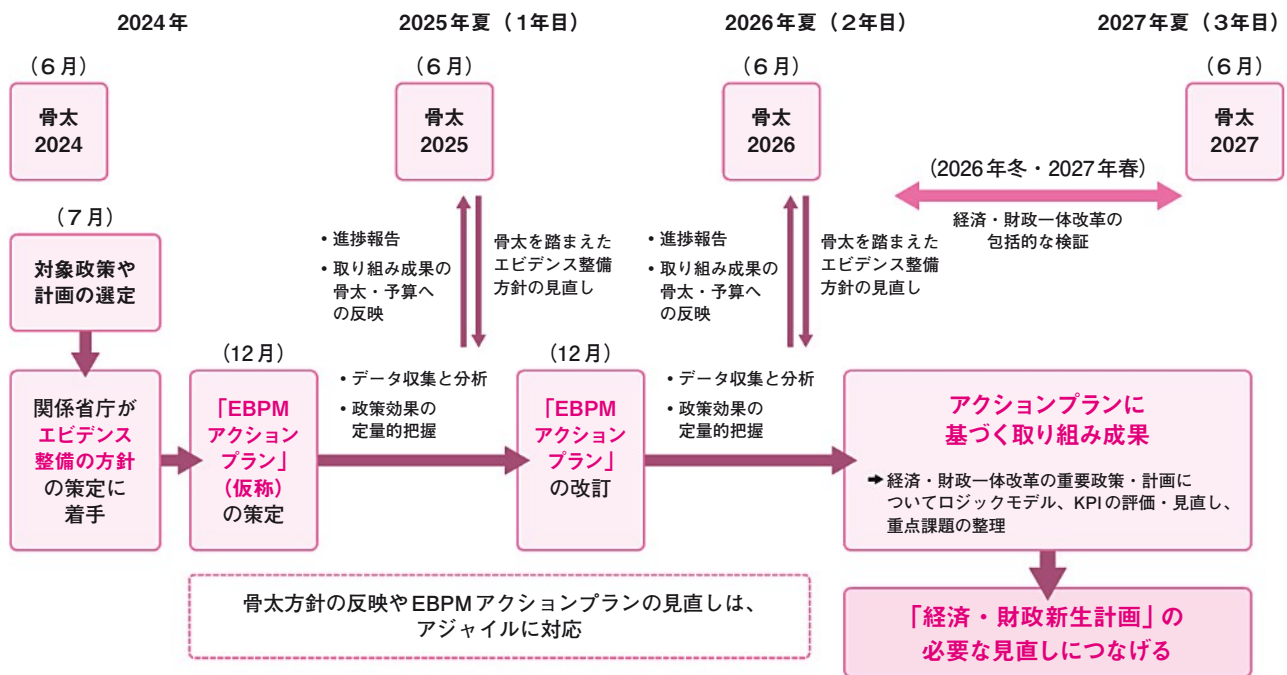 2024年
2025年夏（1年目）
2026年夏（2年目）
2027年夏（3年目）
（6月）
骨太
2024
（6月）
骨太
2025
（6月）
骨太
2026
（6月）
骨太
2027
（2026年冬・2027年春）
経済・財政一体改革の
包括的な検証
（7月）
対象政策や
計画の選定
• 進捗報告
• 取り組み成果の
骨太・予算へ
の反映
骨太を踏まえた
エビデンス整備
方針の見直し
• 進捗報告
• 取り組み成果の
骨太・予算へ
の反映
骨太を踏まえた
エビデンス整備
方針の見直し
関係省庁が
エビデンス
整備の方針
の策定に
着手
（12月）
「EBPM
アクション
プラン」
（仮称）
の策定
• データ収集と分析
• 政策効果の
定量的把握
（12月）
「EBPM
アクション
プラン」
の改訂
• データ収集と分析
• 政策効果の
定量的把握
アクションプランに
基づく取り組み成果
➡経済・財政一体改革の重要政策・計画に
ついてロジックモデル、KPIの評価・見直し、
重点課題の整理
骨太方針の反映やEBPMアクションプランの見直しは、
アジャイルに対応
「経済・財政新生計画」の
必要な見直しにつなげる